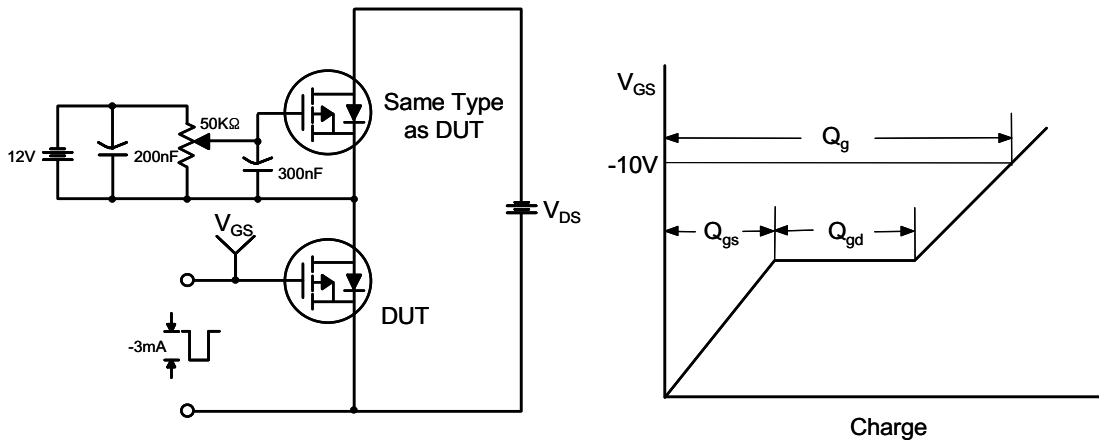 Same Type
as DUT
50KΩ
12V
200nF
300nF
V_GS
V_DS
DUT
-3mA
V_GS
Q_g
-10V
Q_gs
Q_gd
Charge